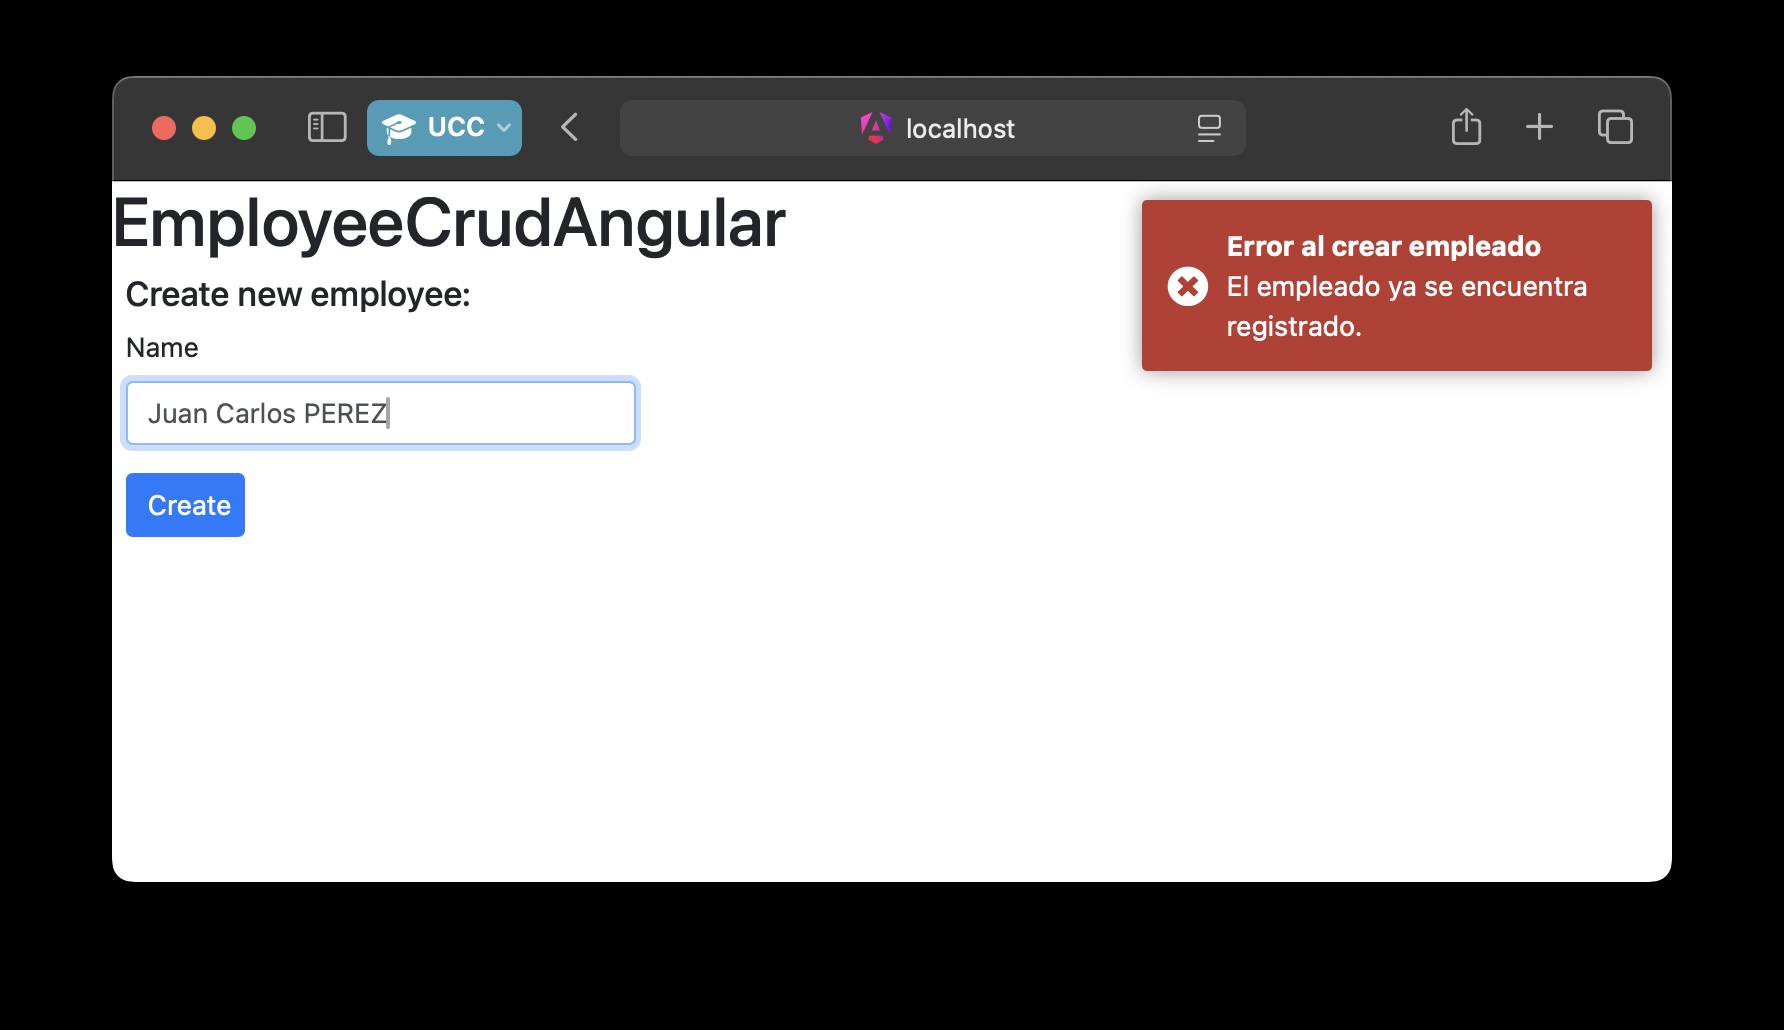 UCC
localhost
EmployeeCrudAngular
Create new employee:
Name
Juan Carlos PEREZ
Create
Error al crear empleado
El empleado ya se encuentra
registrado.